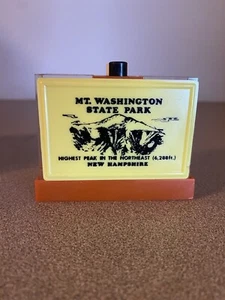 MT. WASHINGTON
STATE PARK
HIGHEST PEAK IN THE NORTHEAST (6,288ft.)
NEW HAMPSHIRE